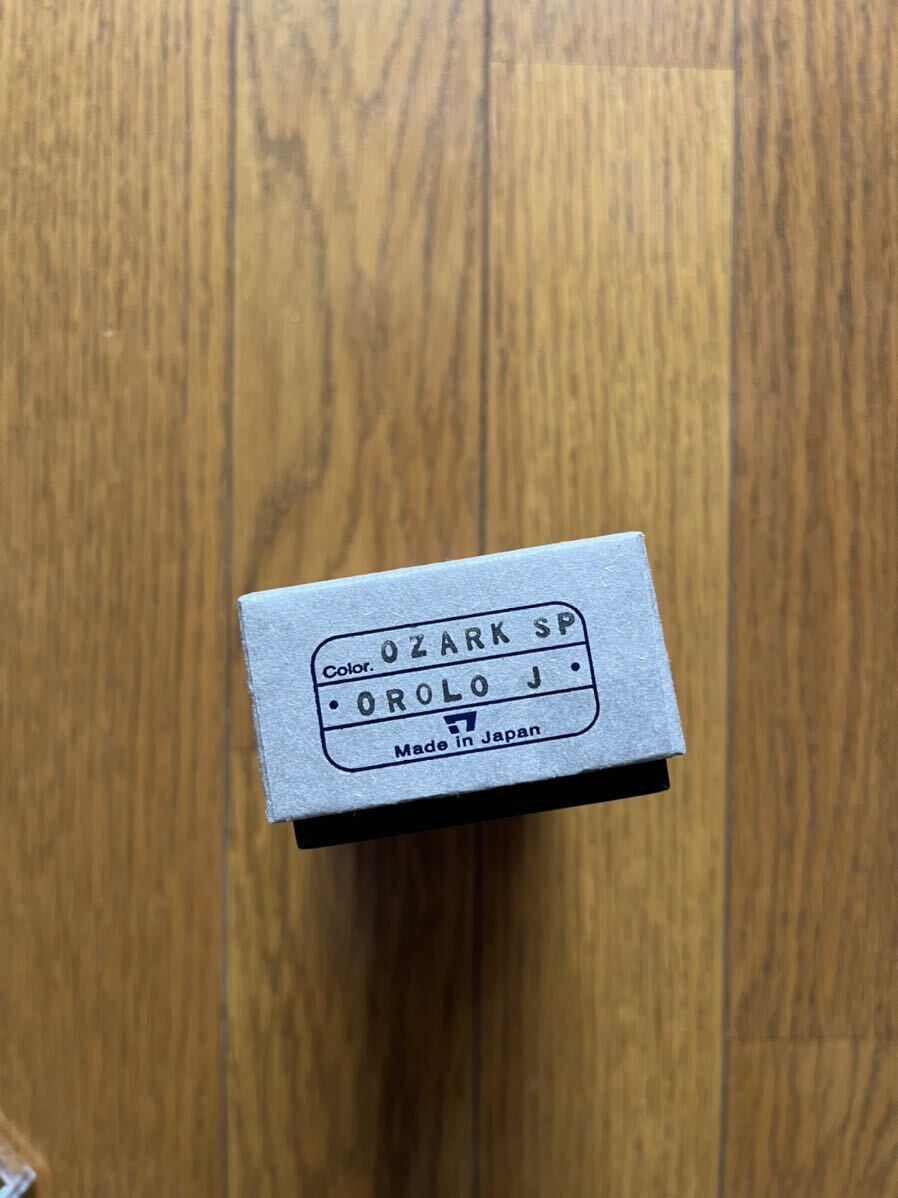 Color. OZARK SP
• OROLO J •
Made in Japan